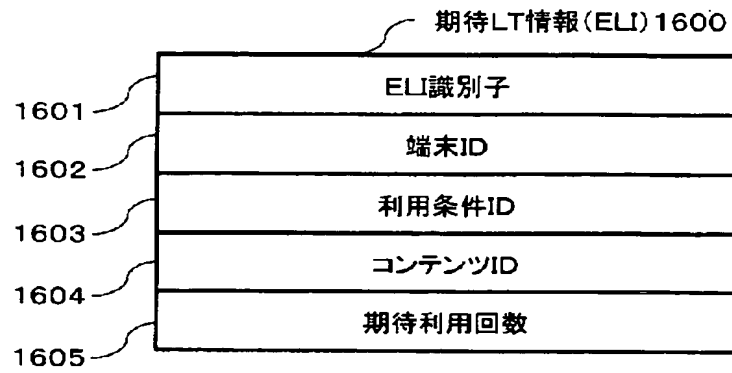 期待LT情報(ELI)1600
1601 ELI識別子
1602 端末ID
1603 利用条件ID
1604 コンテンツID
1605 期待利用回数